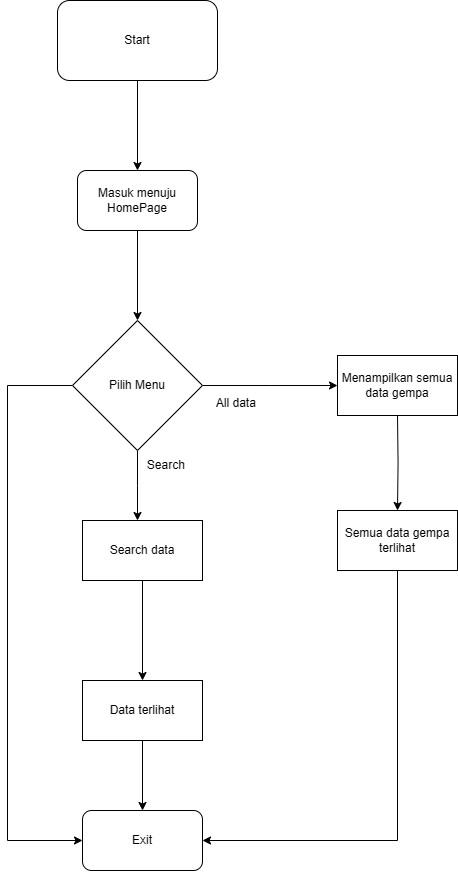 Start
Masuk menuju
HomePage
Pilih Menu
All data
Menampilkan semua
data gempa
Search
Semua data gempa
terlihat
Search data
Data terlihat
Exit